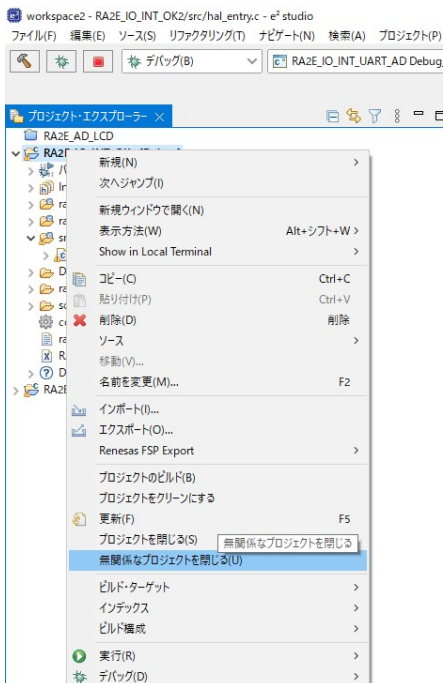 workspace2 - RA2E_IO_INT_OK2/src/hal_entry.c - e² studio
ファイル(F) 編集(E) ソース(S) リファクタリング(T) ナビゲート(N) 検索(A) プロジェクト(P)
デバッグ(B) RA2E_IO_INT_UART_AD Debug
プロジェクト・エクスプローラー
RA2E_AD_LCD
新規(N)
次へジャンプ(I)
新規ウィンドウで開く(N)
表示方法(W) Alt+シフト+W >
Show in Local Terminal
コピー(C) Ctrl+C
貼り付け(P) Ctrl+V
削除(D) 削除
ソース
移動(V)...
名前を変更(M)... F2
インポート(I)...
エクスポート(O)...
Renesas FSP Export
プロジェクトのビルド(B)
プロジェクトをクリーンにする
更新(F) F5
プロジェクトを閉じる(S)
無関係なプロジェクトを閉じる
無関係なプロジェクトを閉じる(U)
ビルド・ターゲット
インデックス
ビルド構成
実行(R)
デバッグ(D)